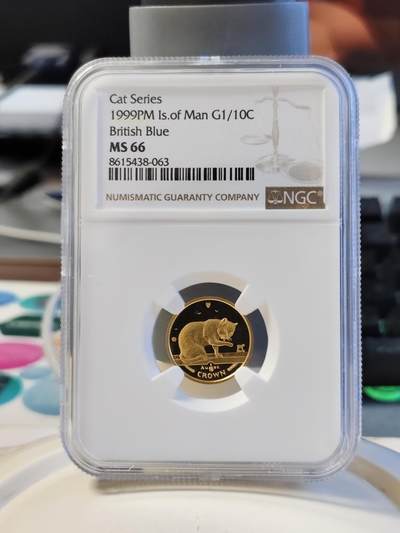 Cat Series
1999PM Is.of Man G1/10C
British Blue
MS 66
8615438-063
NUMISMATIC GUARANTY COMPANY
NGC
CROWN